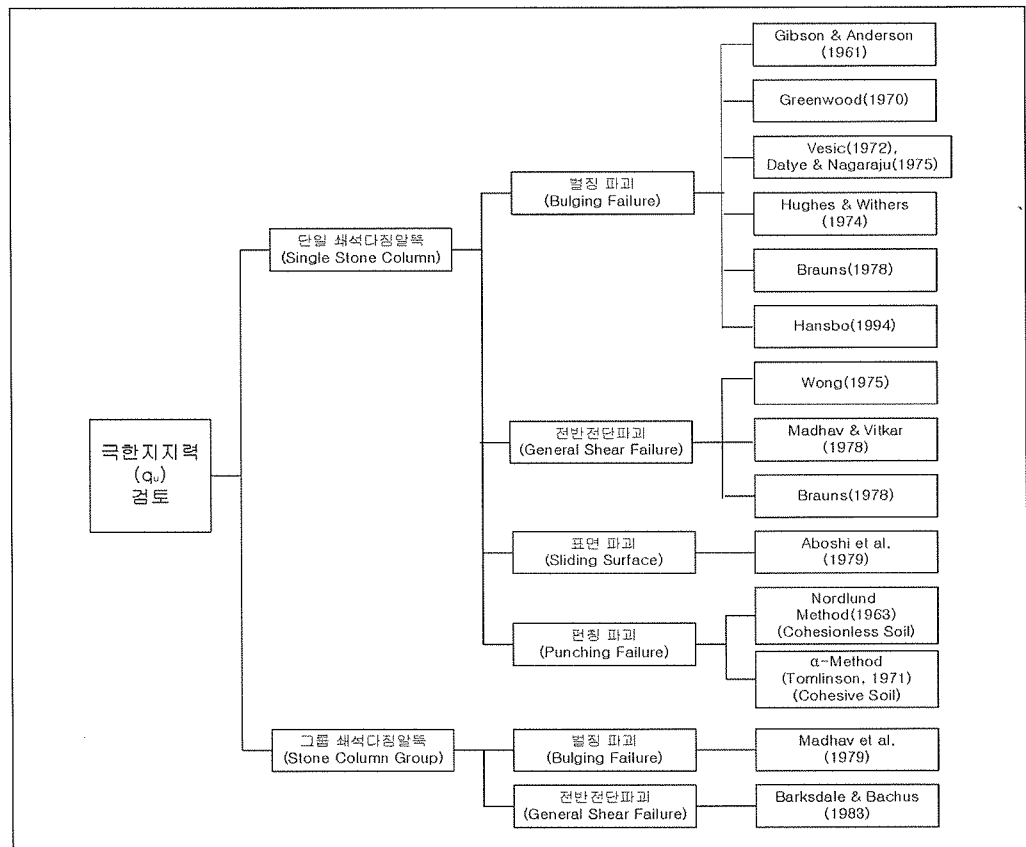 극한지지력
(qᵤ)
검토
단일 쇄석다짐말뚝
(Single Stone Column)
벌징 파괴
(Bulging Failure)
Gibson & Anderson
(1961)
Greenwood(1970)
Vesic(1972),
Datye & Nagaraju(1975)
Hughes & Withers
(1974)
Brauns(1978)
Hansbo(1994)
전반전단파괴
(General Shear Failure)
Wong(1975)
Madhav & Vitkar
(1978)
Brauns(1978)
표면 파괴
(Sliding Surface)
Aboshi et al.
(1979)
펀칭 파괴
(Punching Failure)
Nordlund
Method(1963)
(Cohesionless Soil)
α-Method
(Tomlinson, 1971)
(Cohesive Soil)
그룹 쇄석다짐말뚝
(Stone Column Group)
벌징 파괴
(Bulging Failure)
Madhav et al.
(1979)
전반전단파괴
(General Shear Failure)
Barksdale & Bachus
(1983)